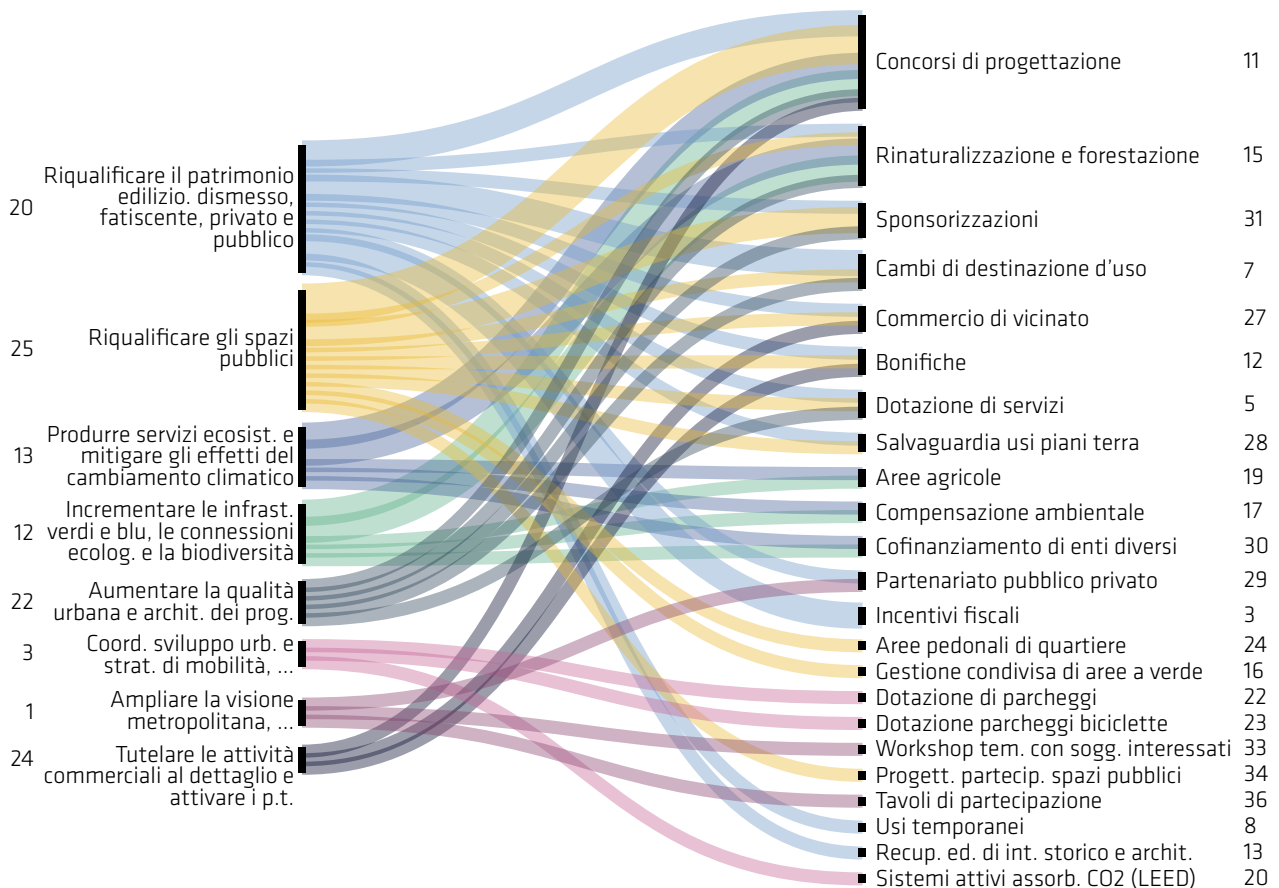 Riqualificare il patrimonio
edilizio. dismesso,
fatiscente, privato e
pubblico
20
Riqualificare gli spazi
pubblici
25
Produrre servizi ecosist. e
mitigare gli effetti del
cambiamento climatico
13
Incrementare le infrast.
verdi e blu, le connessioni
ecolog. e la biodiversità
12
Aumentare la qualità
urbana e archit. dei prog.
22
Coord. sviluppo urb. e
strat. di mobilità, ...
3
Ampliare la visione
metropolitana, ...
1
Tutelare le attività
commerciali al dettaglio e
attivare i p.t.
24
Concorsi di progettazione 11
Rinaturalizzazione e forestazione 15
Sponsorizzazioni 31
Cambi di destinazione d'uso 7
Commercio di vicinato 27
Bonifiche 12
Dotazione di servizi 5
Salvaguardia usi piani terra 28
Aree agricole 19
Compensazione ambientale 17
Cofinanziamento di enti diversi 30
Partenariato pubblico privato 29
Incentivi fiscali 3
Aree pedonali di quartiere 24
Gestione condivisa di aree a verde 16
Dotazione di parcheggi 22
Dotazione parcheggi biciclette 23
Workshop tem. con sogg. interessati 33
Progett. partecip. spazi pubblici 34
Tavoli di partecipazione 36
Usi temporanei 8
Recup. ed. di int. storico e archit. 13
Sistemi attivi assorb. CO2 (LEED) 20